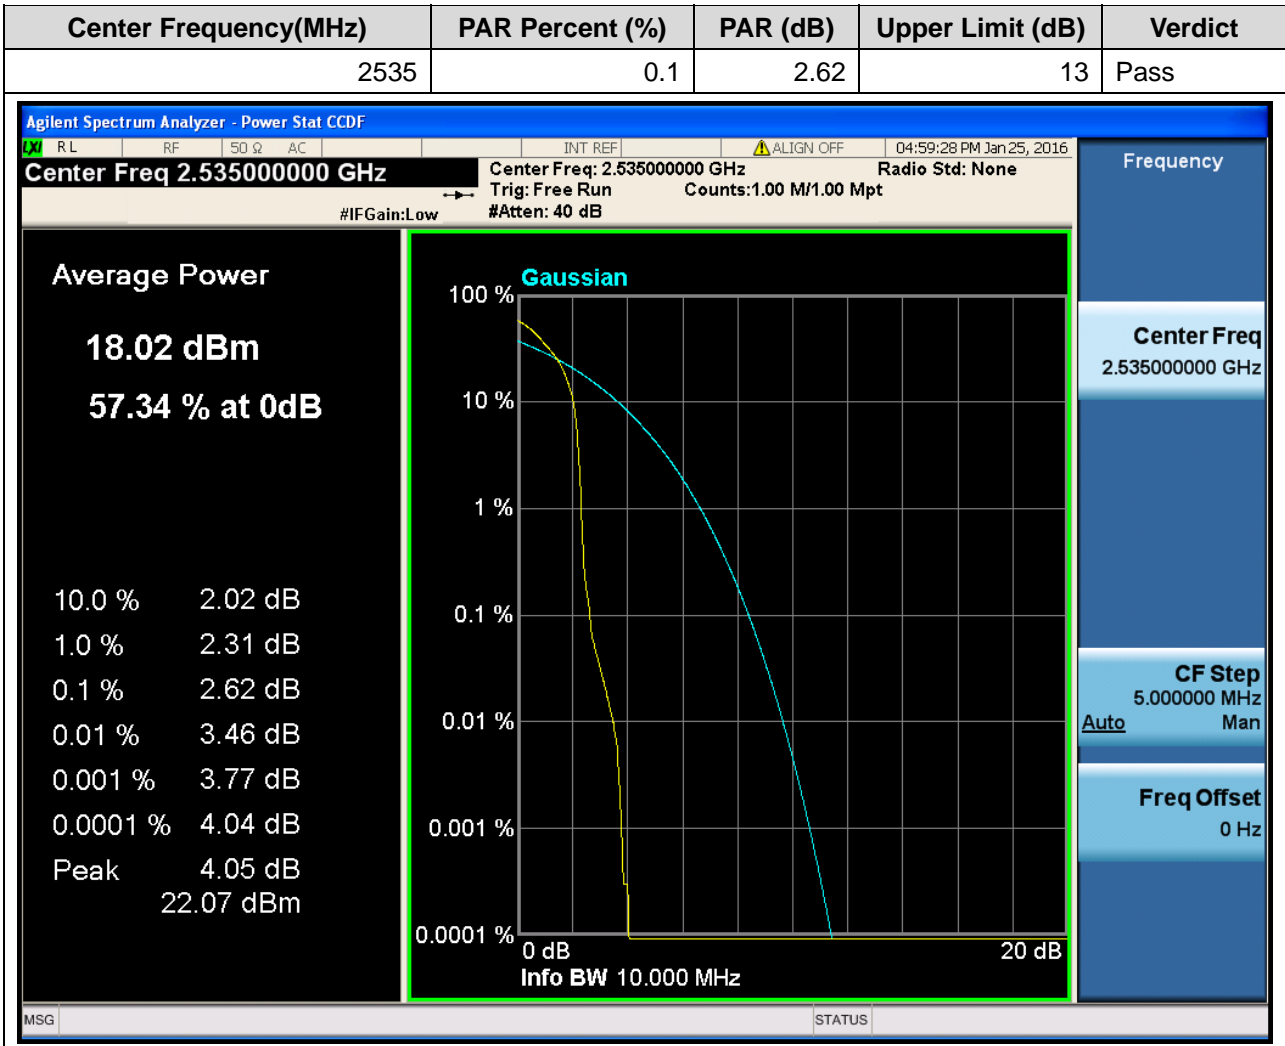 Center Frequency(MHz) PAR Percent (%) PAR (dB) Upper Limit (dB) Verdict
2535 0.1 2.62 13 Pass
Agilent Spectrum Analyzer - Power Stat CCDF
LXI RL RF 50 Ω AC INT REF ALIGN OFF 04:59:28 PM Jan 25, 2016
Center Freq 2.535000000 GHz
#IFGain:Low
Center Freq: 2.535000000 GHz Radio Std: None
Trig: Free Run Counts:1.00 M/1.00 Mpt
#Atten: 40 dB
Average Power
18.02 dBm
57.34 % at 0dB
10.0 % 2.02 dB
1.0 % 2.31 dB
0.1 % 2.62 dB
0.01 % 3.46 dB
0.001 % 3.77 dB
0.0001 % 4.04 dB
Peak 4.05 dB
22.07 dBm
Gaussian
100 %
10 %
1 %
0.1 %
0.01 %
0.001 %
0.0001 %
0 dB 20 dB
Info BW 10.000 MHz
Frequency
Center Freq
2.535000000 GHz
CF Step
5.000000 MHz
Auto Man
Freq Offset
0 Hz
MSG STATUS